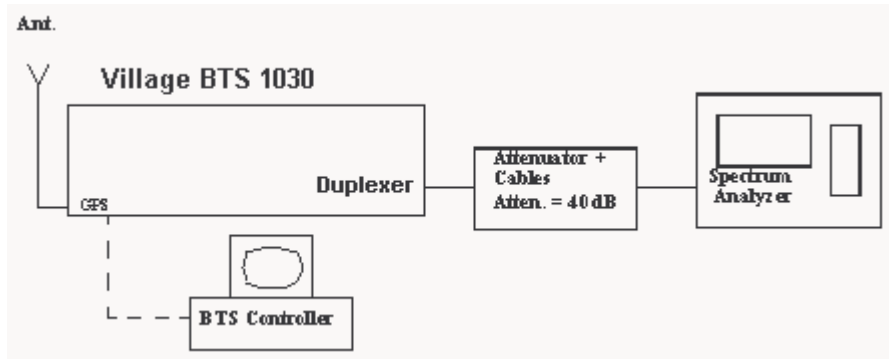 Ant.
Village BTS 1030
Duplexer
GPS
Attenuator +
Cables
Atten. = 40 dB
Spectrum
Analyzer
BTS Controller